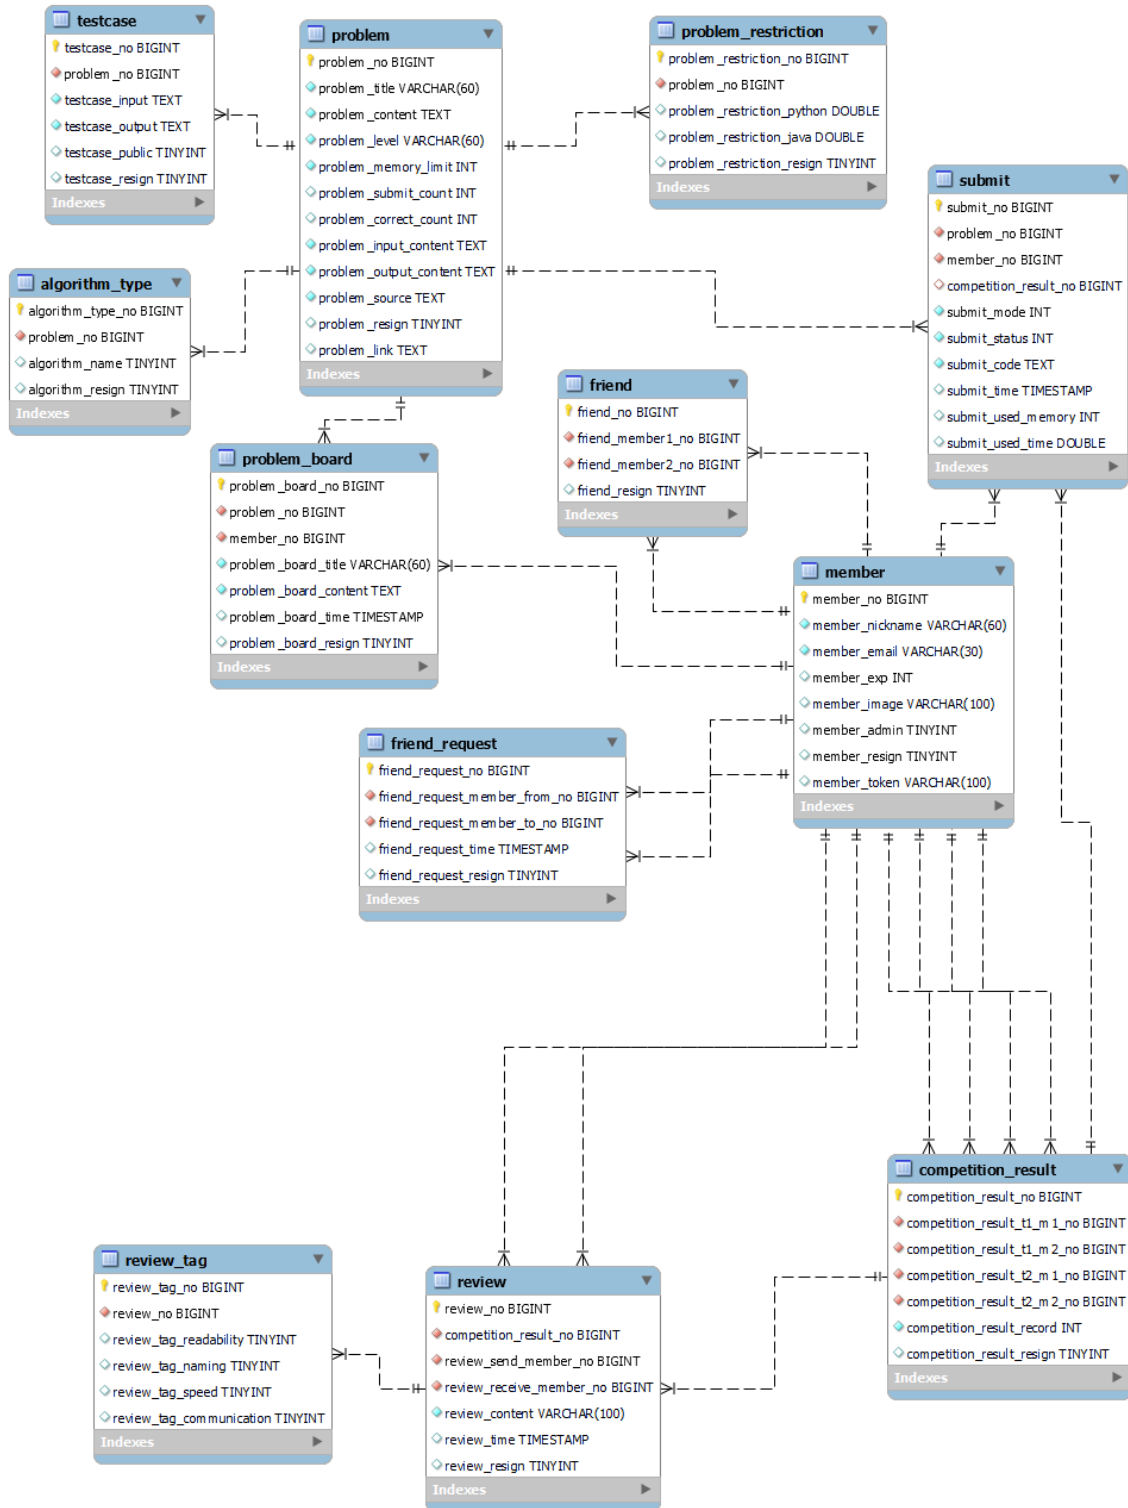 testcase
testcase_no BIGINT
problem_no BIGINT
testcase_input TEXT
testcase_output TEXT
testcase_public TINYINT
testcase_resign TINYINT
Indexes
problem
problem_no BIGINT
problem_title VARCHAR(60)
problem_content TEXT
problem_level VARCHAR(60)
problem_memory_limit INT
problem_submit_count INT
problem_correct_count INT
problem_input_content TEXT
problem_output_content TEXT
problem_source TEXT
problem_resign TINYINT
problem_link TEXT
Indexes
problem_restriction
problem_restriction_no BIGINT
problem_no BIGINT
problem_restriction_python DOUBLE
problem_restriction_java DOUBLE
problem_restriction_resign TINYINT
Indexes
submit
submit_no BIGINT
problem_no BIGINT
member_no BIGINT
competition_result_no BIGINT
submit_mode INT
submit_status INT
submit_code TEXT
submit_time TIMESTAMP
submit_used_memory INT
submit_used_time DOUBLE
Indexes
algorithm_type
algorithm_type_no BIGINT
problem_no BIGINT
algorithm_name TINYINT
algorithm_resign TINYINT
Indexes
friend
friend_no BIGINT
friend_member1_no BIGINT
friend_member2_no BIGINT
friend_resign TINYINT
Indexes
problem_board
problem_board_no BIGINT
problem_no BIGINT
member_no BIGINT
problem_board_title VARCHAR(60)
problem_board_content TEXT
problem_board_time TIMESTAMP
problem_board_resign TINYINT
Indexes
member
member_no BIGINT
member_nickname VARCHAR(60)
member_email VARCHAR(30)
member_exp INT
member_image VARCHAR(100)
member_admin TINYINT
member_resign TINYINT
member_token VARCHAR(100)
Indexes
friend_request
friend_request_no BIGINT
friend_request_member_from_no BIGINT
friend_request_member_to_no BIGINT
friend_request_time TIMESTAMP
friend_request_resign TINYINT
Indexes
competition_result
competition_result_no BIGINT
competition_result_t1_m1_no BIGINT
competition_result_t1_m2_no BIGINT
competition_result_t2_m1_no BIGINT
competition_result_t2_m2_no BIGINT
competition_result_record INT
competition_result_resign TINYINT
Indexes
review_tag
review_tag_no BIGINT
review_no BIGINT
review_tag_readability TINYINT
review_tag_naming TINYINT
review_tag_speed TINYINT
review_tag_communication TINYINT
Indexes
review
review_no BIGINT
competition_result_no BIGINT
review_send_member_no BIGINT
review_receive_member_no BIGINT
review_content VARCHAR(100)
review_time TIMESTAMP
review_resign TINYINT
Indexes